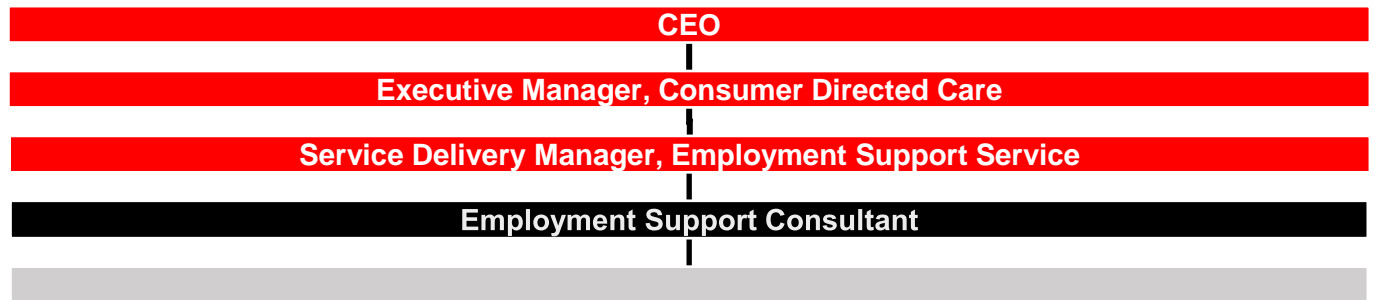 CEO
Executive Manager, Consumer Directed Care
Service Delivery Manager, Employment Support Service
Employment Support Consultant